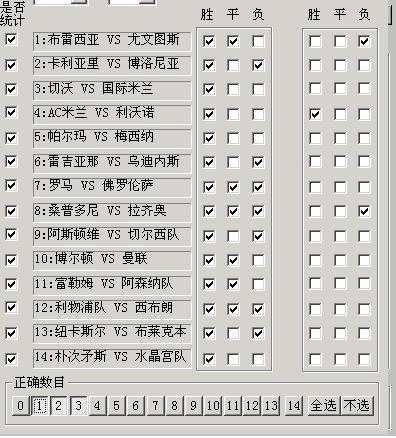 是否
统计
胜 平 负 胜 平 负
1:布雷西亚 VS 尤文图斯
2:卡利亚里 VS 博洛尼亚
3:切沃 VS 国际米兰
4:AC米兰 VS 利沃诺
5:帕尔玛 VS 梅西纳
6:雷吉亚那 VS 乌迪内斯
7:罗马 VS 佛罗伦萨
8:桑普多尼 VS 拉齐奥
9:阿斯顿维 VS 切尔西队
10:博尔顿 VS 曼联
11:富勒姆 VS 阿森纳队
12:利物浦队 VS 西布朗
13:纽卡斯尔 VS 布莱克本
14:朴次矛斯 VS 水晶宫队
正确数目
0 1 2 3 4 5 6 7 8 9 10 11 12 13 14 全选 不选